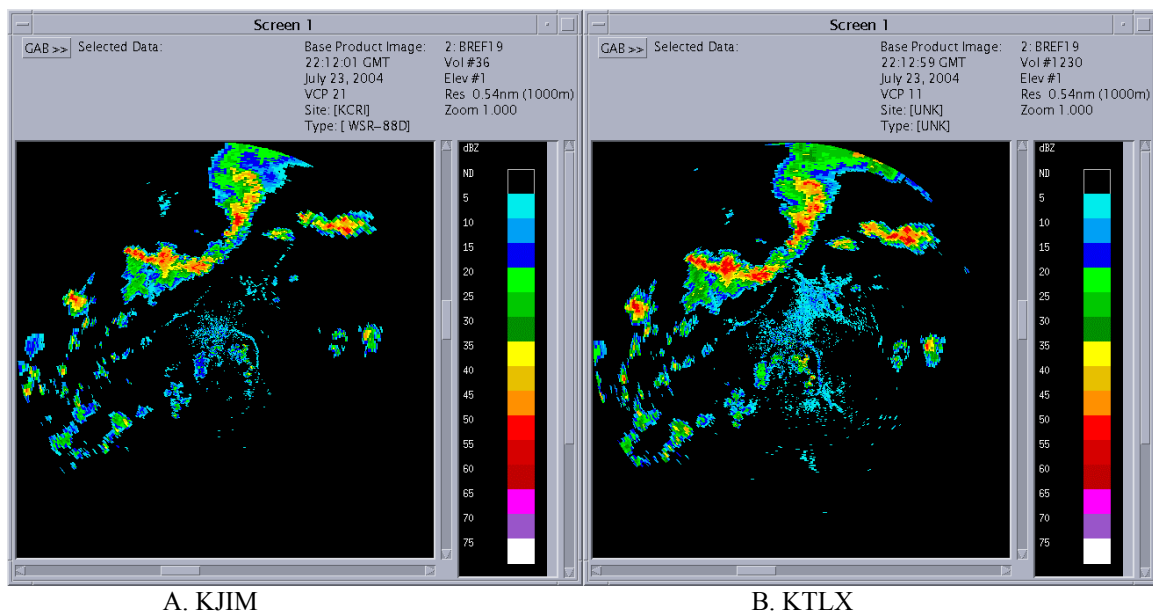 Screen 1
GAB >> Selected Data:
Base Product Image: 2: BREF19
22:12:01 GMT Vol #36
July 23, 2004 Elev #1
VCP 21 Res 0.54nm (1000m)
Site: [KCRI] Zoom 1.000
Type: [ WSR-88D]
dBZ
ND
5
10
15
20
25
30
35
40
45
50
55
60
65
70
75
A. KJIM
Screen 1
GAB >> Selected Data:
Base Product Image: 2: BREF19
22:12:59 GMT Vol #1230
July 23, 2004 Elev #1
VCP 11 Res 0.54nm (1000m)
Site: [UNK] Zoom 1.000
Type: [UNK]
dBZ
ND
5
10
15
20
25
30
35
40
45
50
55
60
65
70
75
B. KTLX